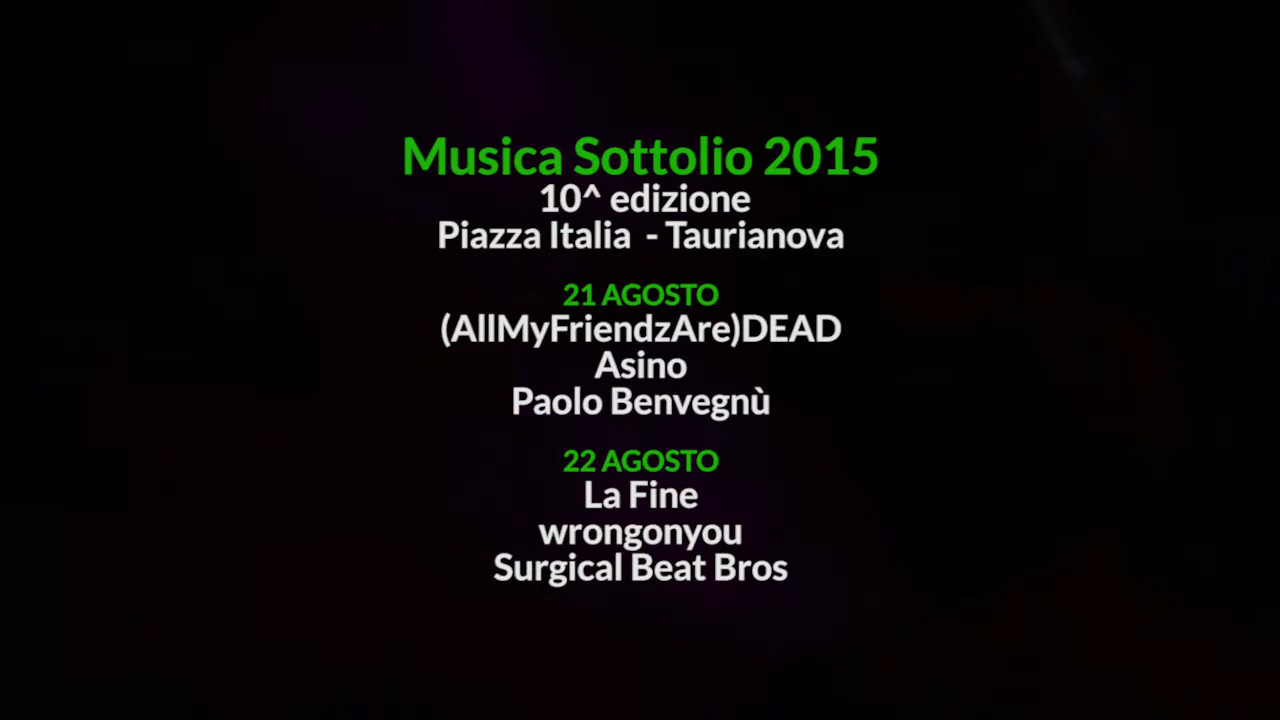 Musica Sottolio 2015
10^ edizione
Piazza Italia - Taurianova
21 AGOSTO
(AllMyFriendzAre)DEAD
Asino
Paolo Benvegnù
22 AGOSTO
La Fine
wrongonyou
Surgical Beat Bros